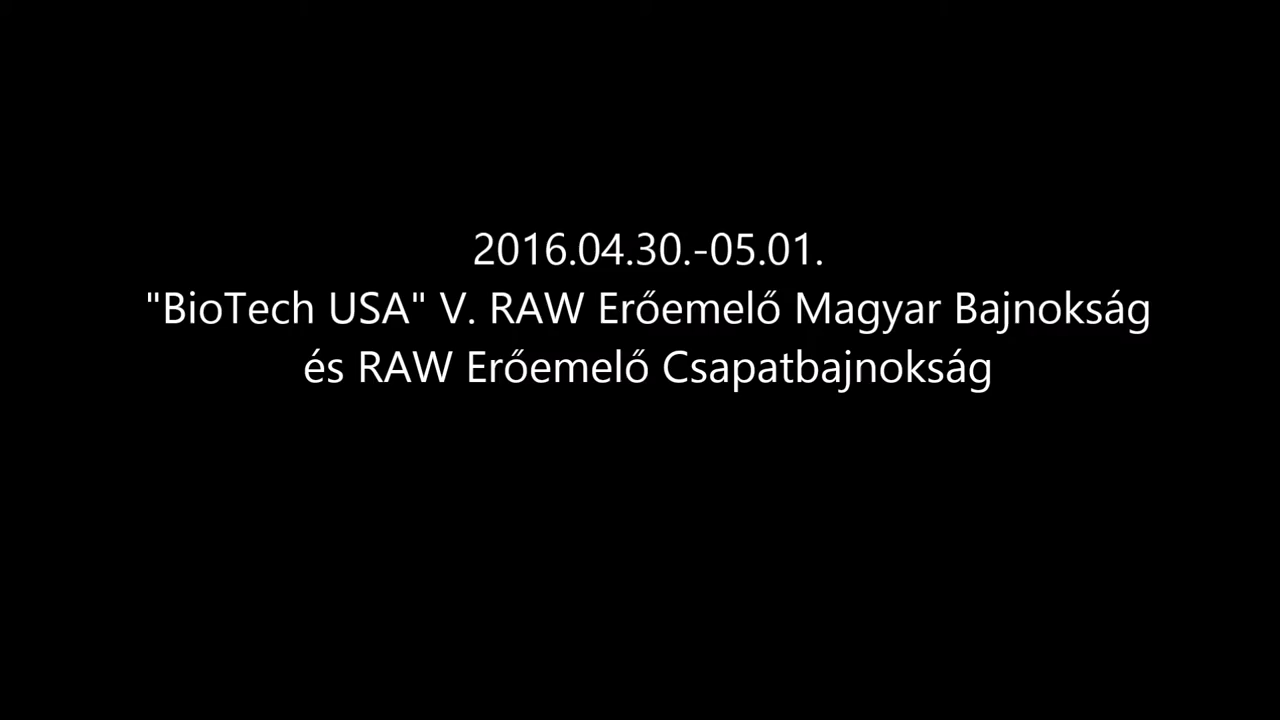 2016.04.30.-05.01.
"BioTech USA" V. RAW Erőemelő Magyar Bajnokság
és RAW Erőemelő Csapatbajnokság